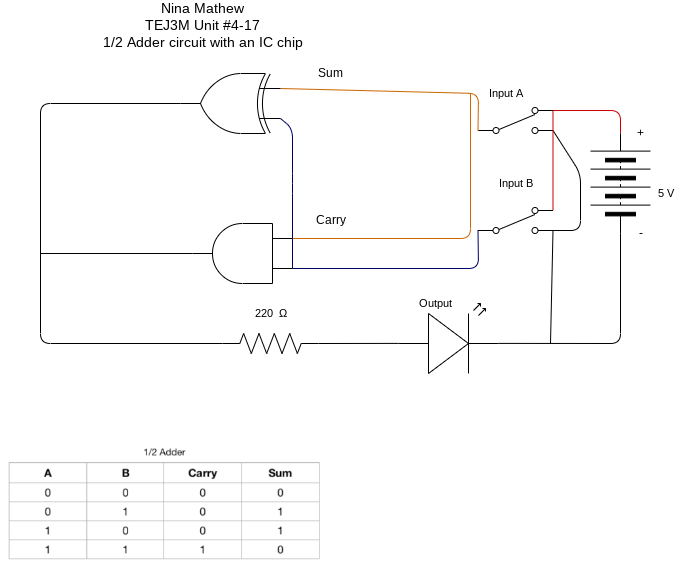 Nina Mathew
TEJ3M Unit #4-17
1/2 Adder circuit with an IC chip
Sum
Input A
+
Input B
5 V
Carry
-
Output
220 Ω
1/2 Adder
A B Carry Sum
0 0 0 0
0 1 0 1
1 0 0 1
1 1 1 0